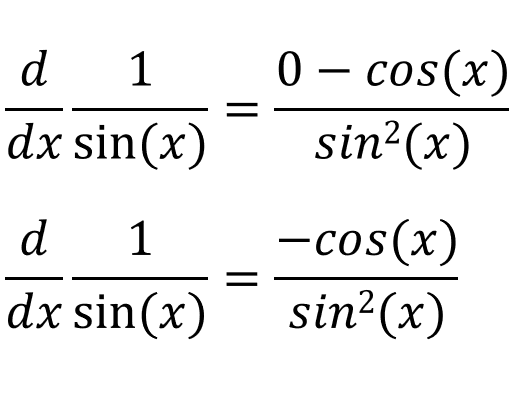 d/dx 1/sin(x) = (0 − cos(x))/sin²(x)
d/dx 1/sin(x) = −cos(x)/sin²(x)